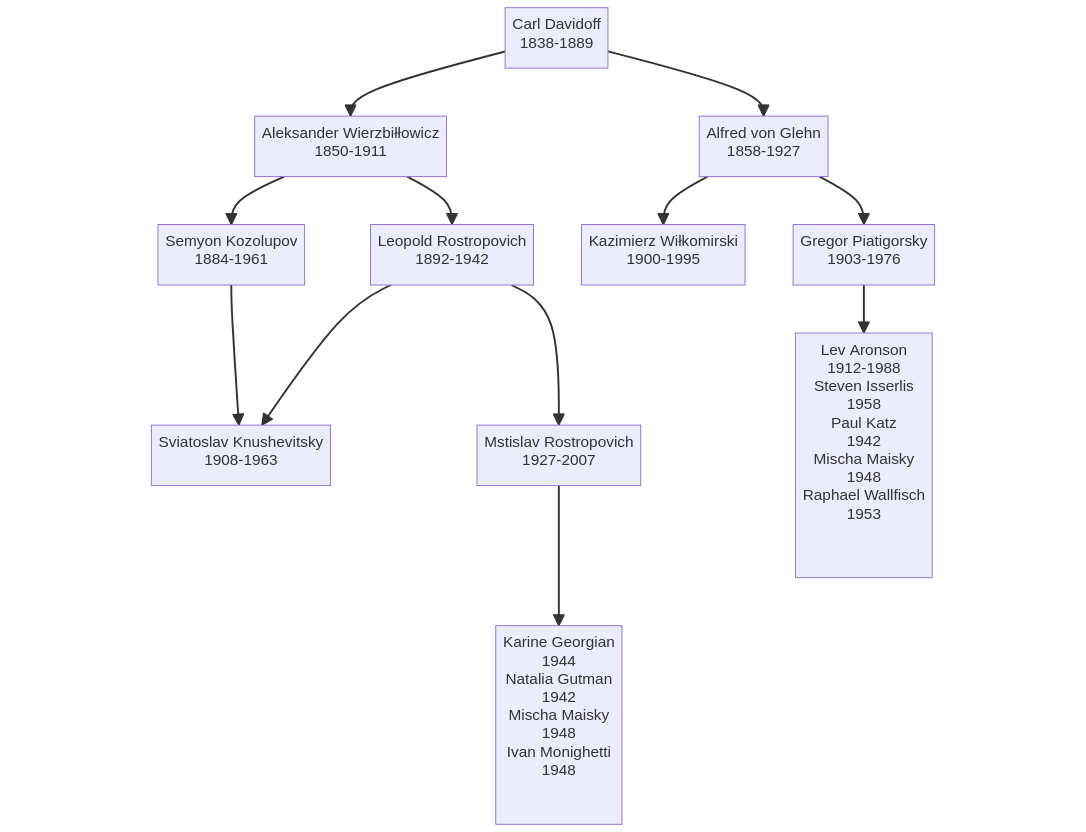 Carl Davidoff
1838-1889
Aleksander Wierzbiłłowicz
1850-1911
Alfred von Glehn
1858-1927
Semyon Kozolupov
1884-1961
Leopold Rostropovich
1892-1942
Kazimierz Wiłkomirski
1900-1995
Gregor Piatigorsky
1903-1976
Lev Aronson
1912-1988
Steven Isserlis
1958
Paul Katz
1942
Mischa Maisky
1948
Raphael Wallfisch
1953
Sviatoslav Knushevitsky
1908-1963
Mstislav Rostropovich
1927-2007
Karine Georgian
1944
Natalia Gutman
1942
Mischa Maisky
1948
Ivan Monighetti
1948